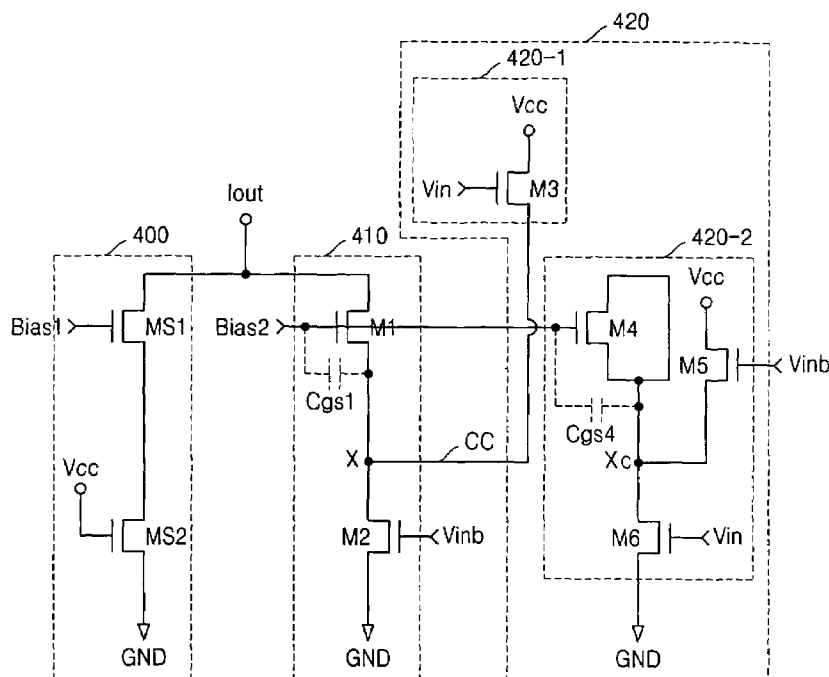 420
420-1
Vcc
Vin
M3
Iout
400
410
420-2
Vcc
Bias1
MS1
Bias2
M1
M4
M5
Vinb
Cgs1
Cgs4
CC
X
Xc
Vcc
MS2
M2
Vinb
M6
Vin
GND
GND
GND